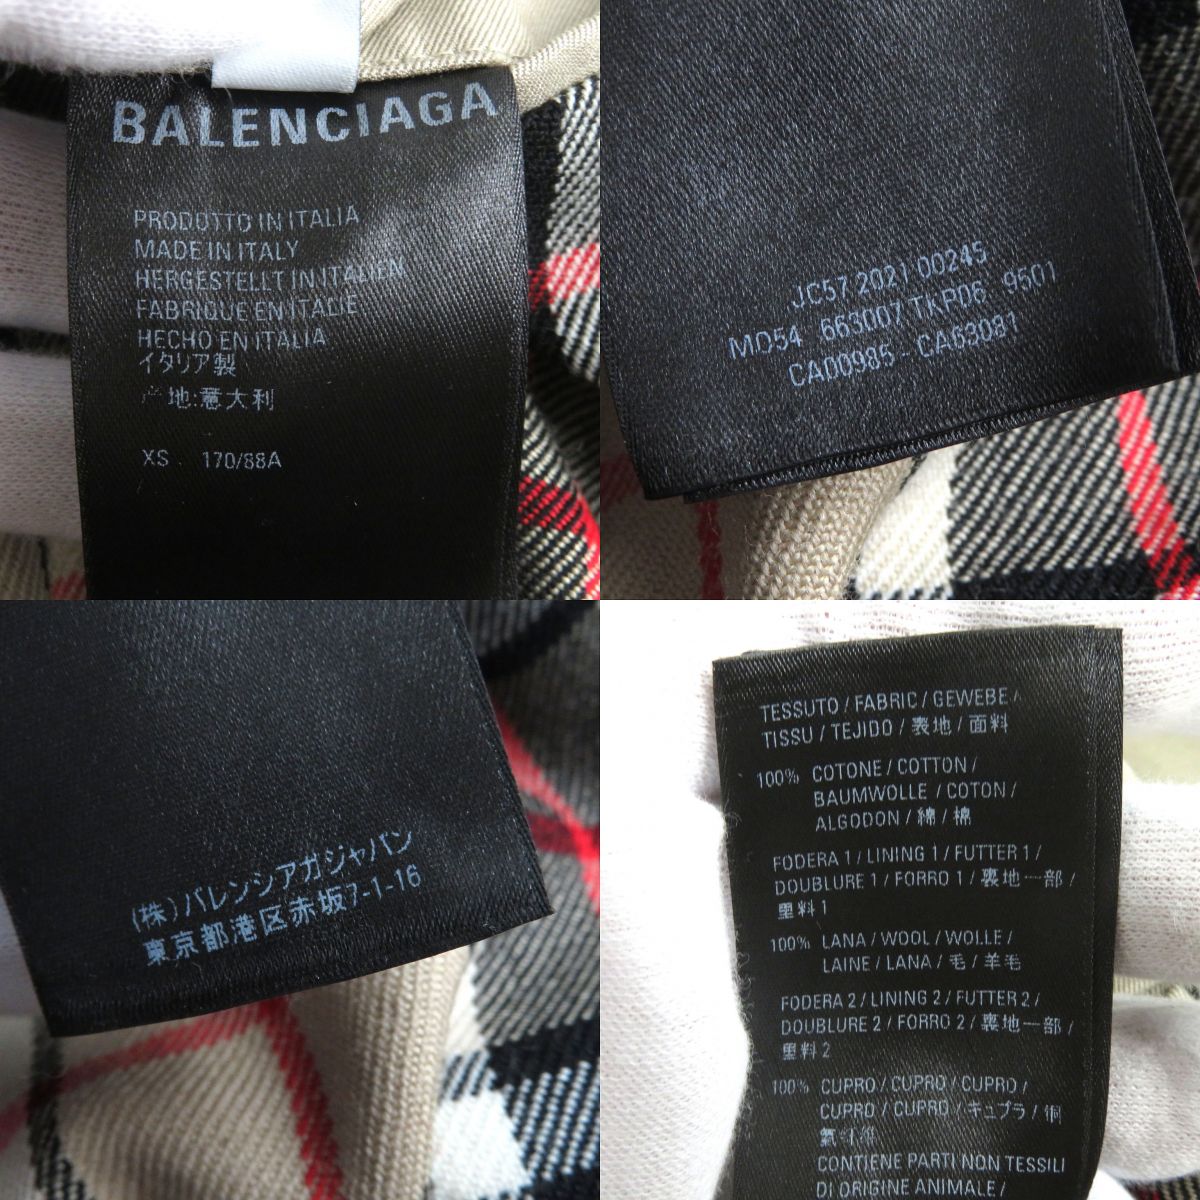 BALENCIAGA
PRODOTTO IN ITALIA
MADE IN ITALY
HERGESTELLT IN ITALIEN
FABRIQUE EN ITALIE
HECHO EN ITALIA
イタリア製
产地:意大利
XS 170/88A
JC57 2021 00245
MD54 663007 TKP06 9501
CA00985 - CA63081
(株)バレンシアガジャパン
東京都港区赤坂7-1-16
TESSUTO / FABRIC / GEWEBE /
TISSU / TEJIDO / 表地 / 面料
100% COTONE / COTTON /
BAUMWOLLE / COTON /
ALGODON / 綿 / 棉
FODERA 1 / LINING 1 / FUTTER 1 /
DOUBLURE 1 / FORRO 1 / 裏地一部 /
里料1
100% LANA / WOOL / WOLLE /
LAINE / LANA / 毛 / 羊毛
FODERA 2 / LINING 2 / FUTTER 2 /
DOUBLURE 2 / FORRO 2 / 裏地一部 /
里料2
100% CUPRO / CUPRO / CUPRO /
CUPRO / CUPRO / キュプラ / 铜
氨纤维
CONTIENE PARTI NON TESSILI
DI ORIGINE ANIMALE /